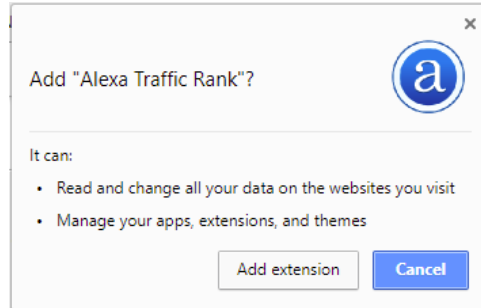 Add "Alexa Traffic Rank"?
a
It can:
• Read and change all your data on the websites you visit
• Manage your apps, extensions, and themes
Add extension Cancel